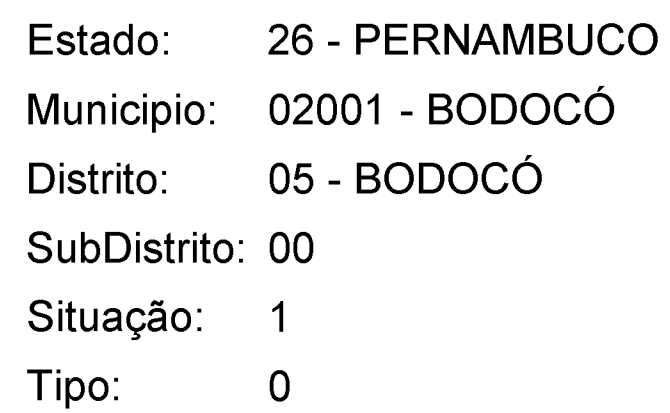 Estado: 26 - PERNAMBUCO
Municipio: 02001 - BODOCÓ
Distrito: 05 - BODOCÓ
SubDistrito: 00
Situação: 1
Tipo: 0